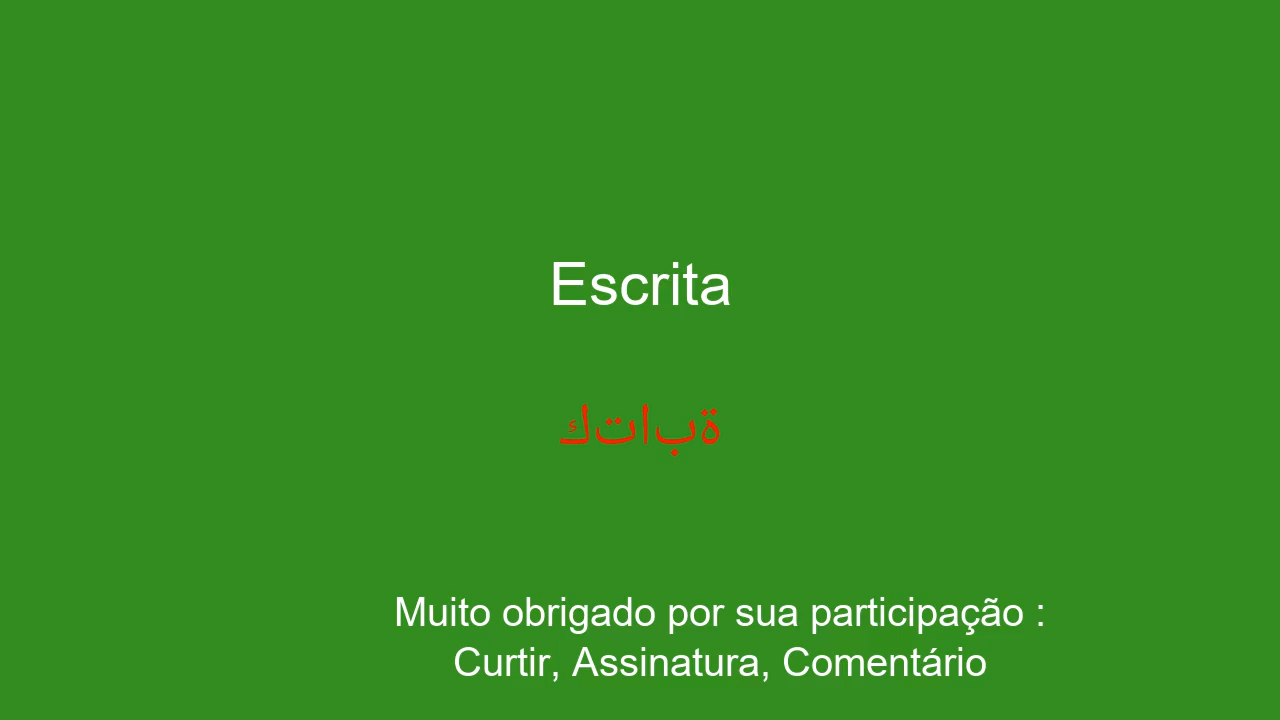 Escrita
كتابة
Muito obrigado por sua participação :
Curtir, Assinatura, Comentário